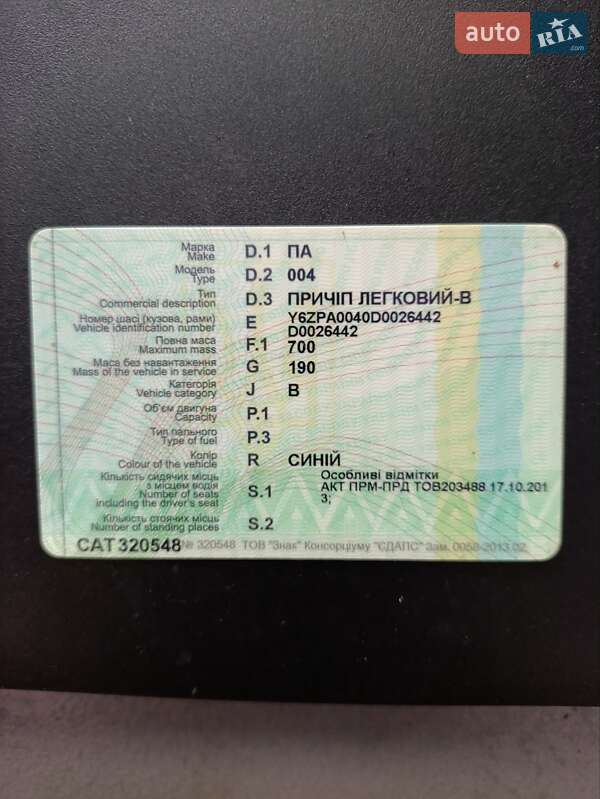 auto RIA .com
Марка D.1 ПА
Make
Модель D.2 004
Type
Тип D.3 ПРИЧІП ЛЕГКОВИЙ-В
Commercial description
Номер шасі (кузова, рами) E Y6ZPA0040D0026442
Vehicle identification number D0026442
Повна маса F.1 700
Maximum mass
Маса без навантаження G 190
Mass of the vehicle in service
Категорія J B
Vehicle category
Об'єм двигуна P.1
Capacity
Тип пального P.3
Type of fuel
Колір R СИНІЙ
Colour of the vehicle
Кількість сидячих місць S.1 Особливі відмітки
з місцем водія АКТ ПРМ-ПРД ТОВ203488 17.10.201
Number of seats 3;
including the driver's seat
Кількість стоячих місць S.2
Number of standing places
САТ 320548 № 320548 ТОВ "Знак" Консорціуму "ЄДАПС" Зам. 0058-2013.02